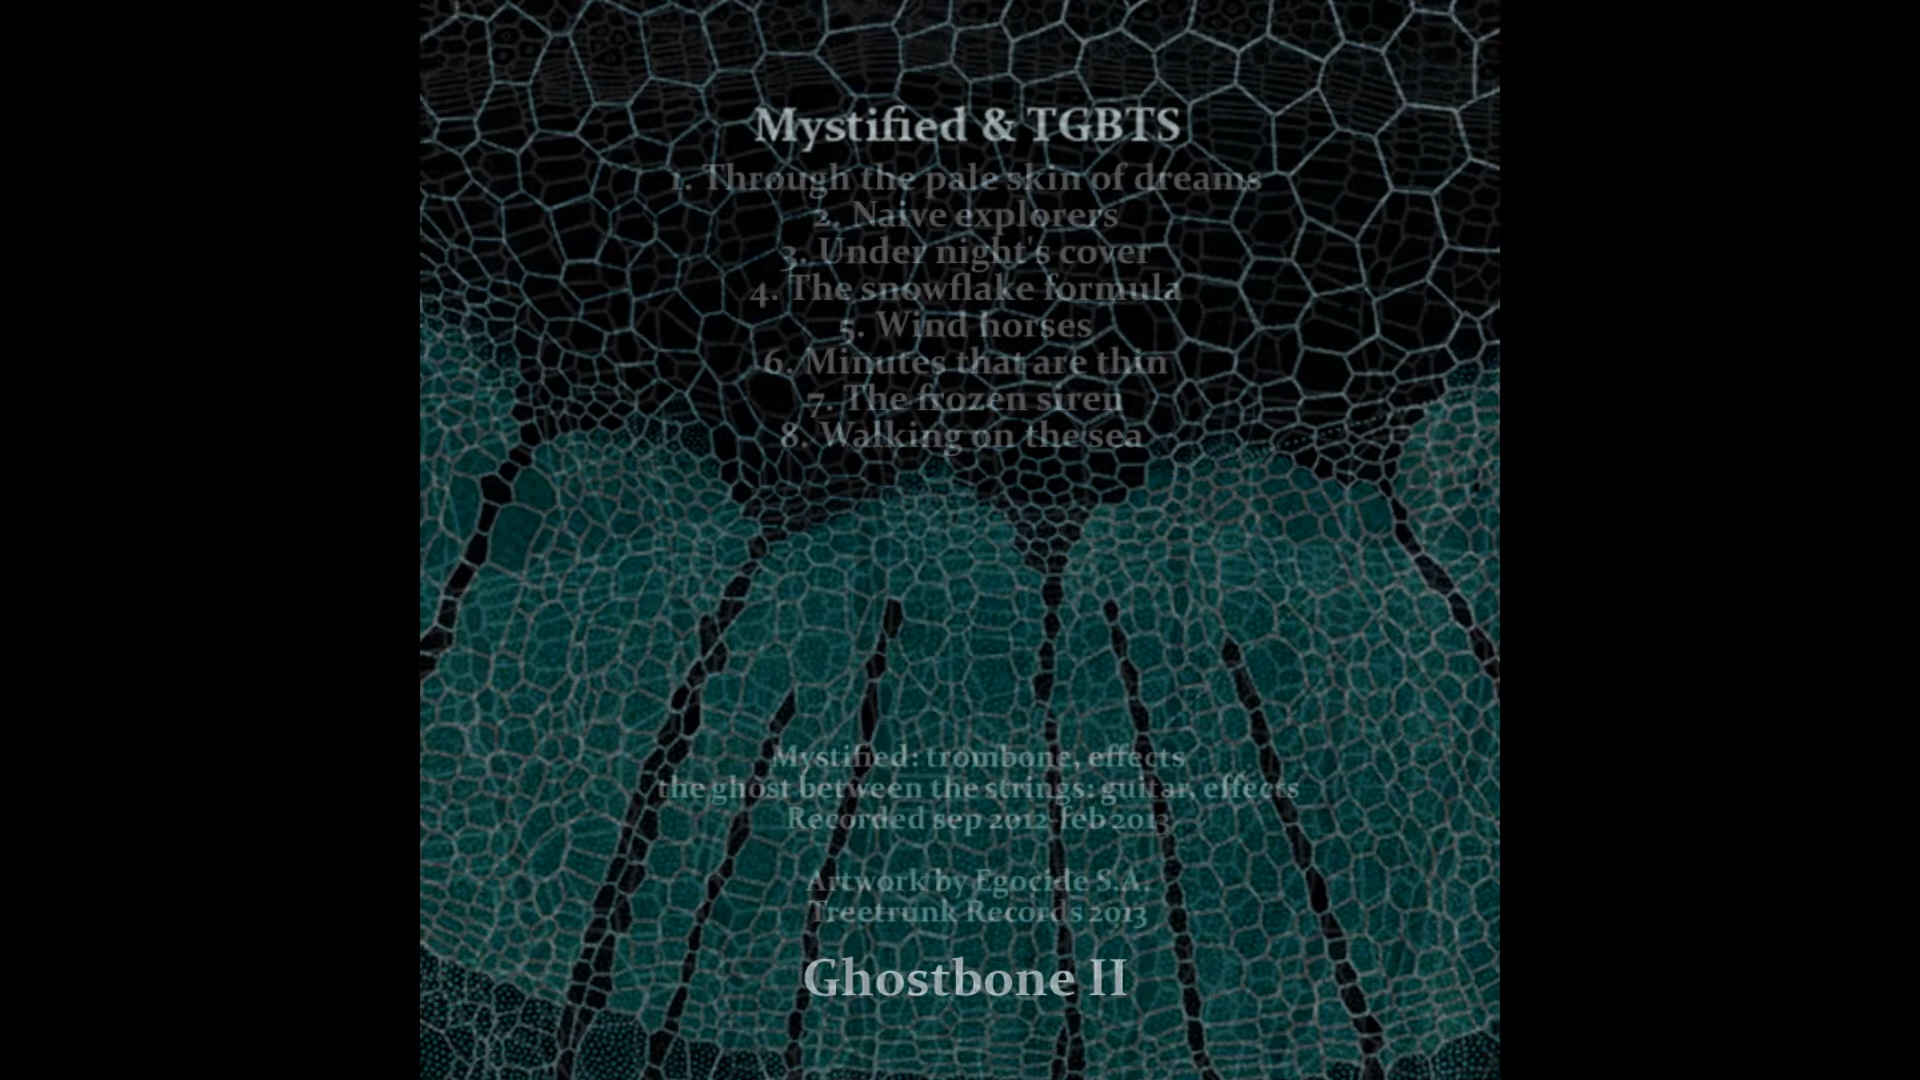 Mystified & TGBTS
1. Through the pale skin of dreams
2. Naive explorers
3. Under night's cover
4. The snowflake formula
5. Wind horses
6. Minutes that are thin
7. The frozen siren
8. Walking on the sea
Mystified: trombone, effects
the ghost between the strings: guitar, effects
Recorded sep 2012-feb 2013
Artwork by Egocide S.A.
Treetrunk Records 2013
Ghostbone II